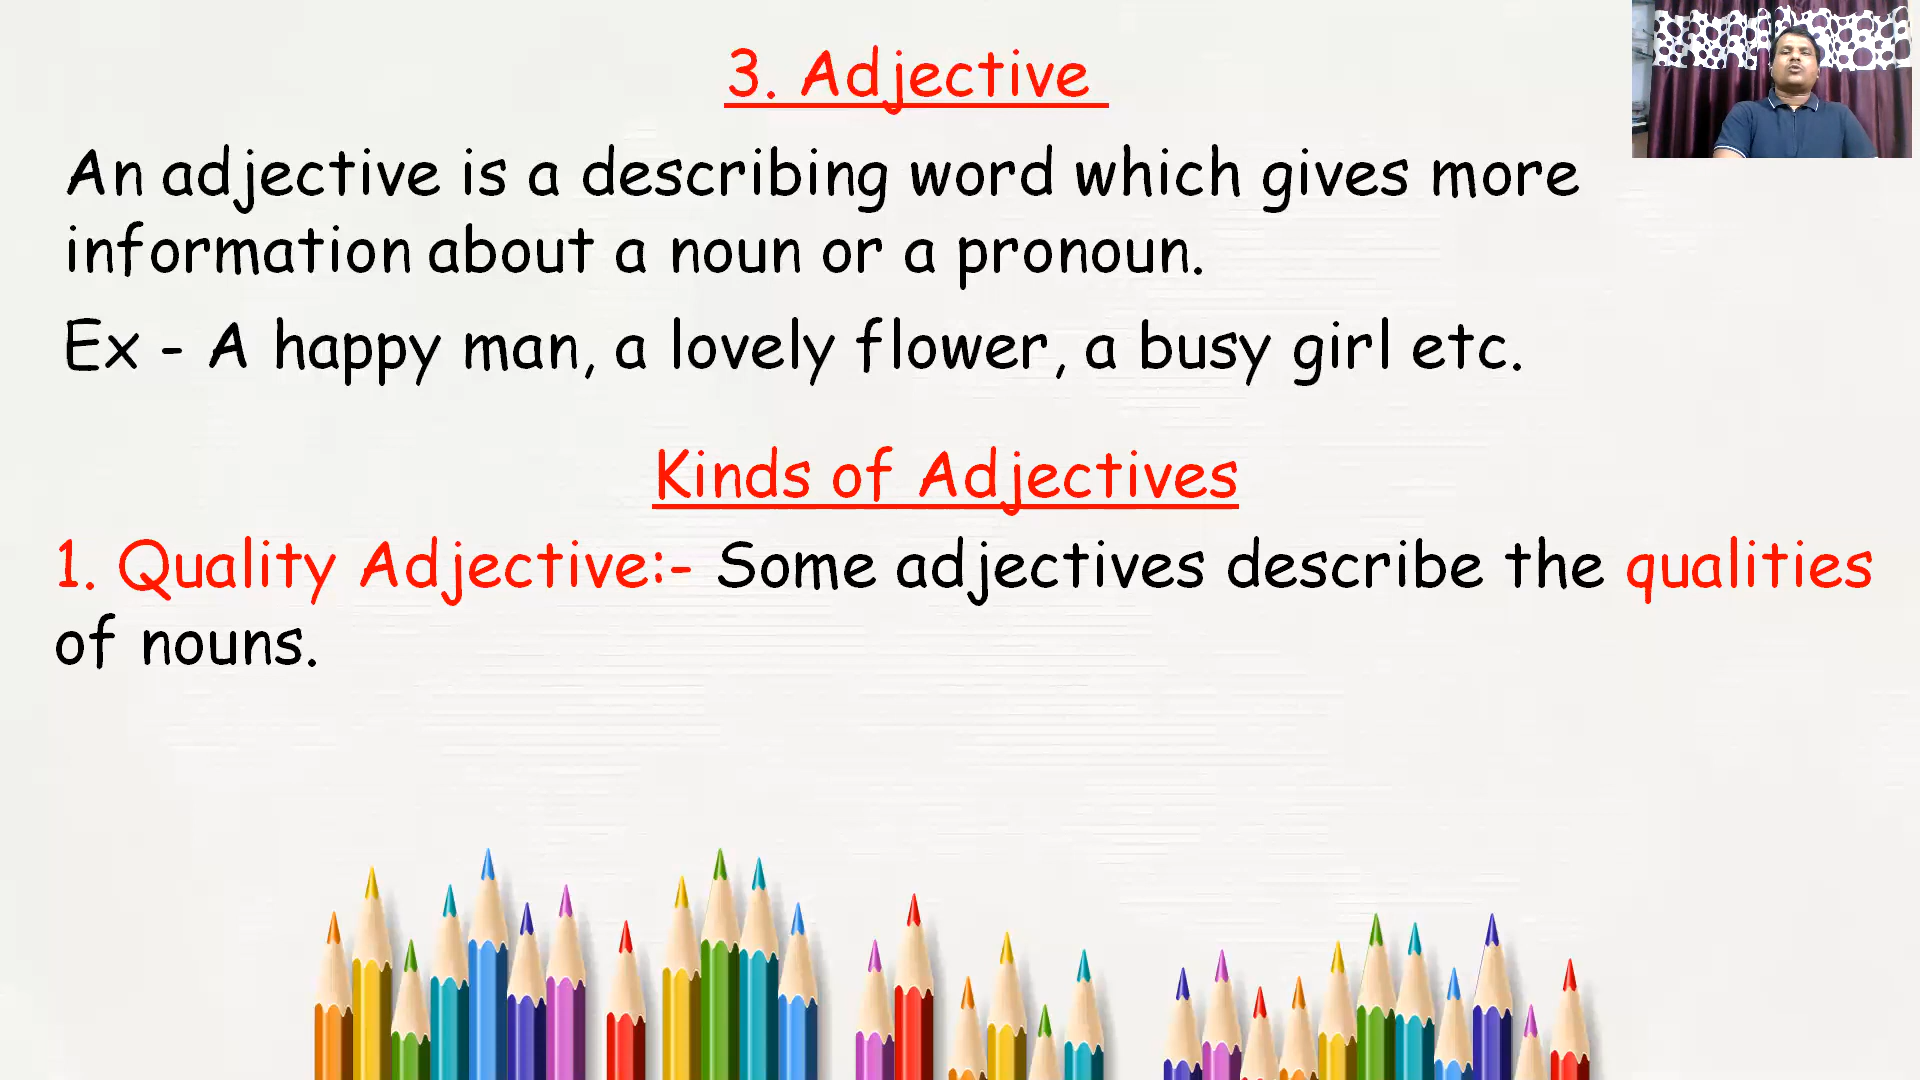 3. Adjective
An adjective is a describing word which gives more
information about a noun or a pronoun.
Ex - A happy man, a lovely flower, a busy girl etc.
Kinds of Adjectives
1. Quality Adjective:- Some adjectives describe the qualities
of nouns.